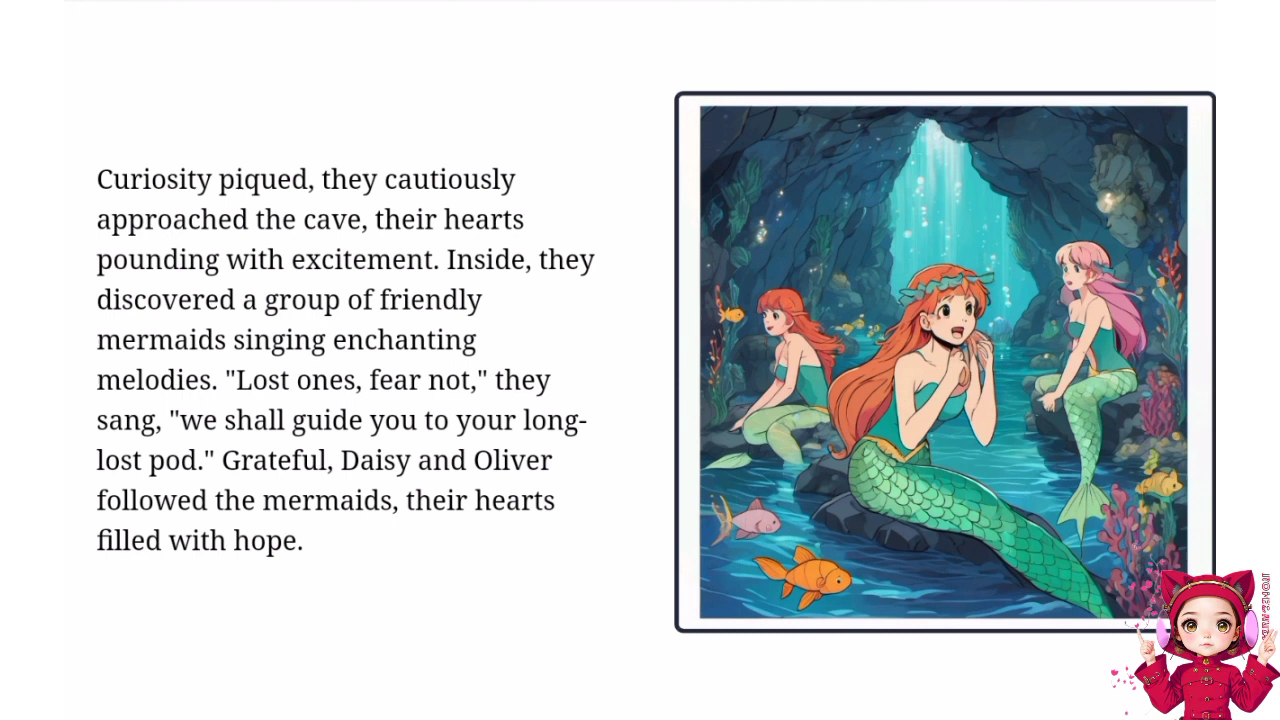 Curiosity piqued, they cautiously
approached the cave, their hearts
pounding with excitement. Inside, they
discovered a group of friendly
mermaids singing enchanting
melodies. "Lost ones, fear not," they
sang, "we shall guide you to your long-
lost pod." Grateful, Daisy and Oliver
followed the mermaids, their hearts
filled with hope.